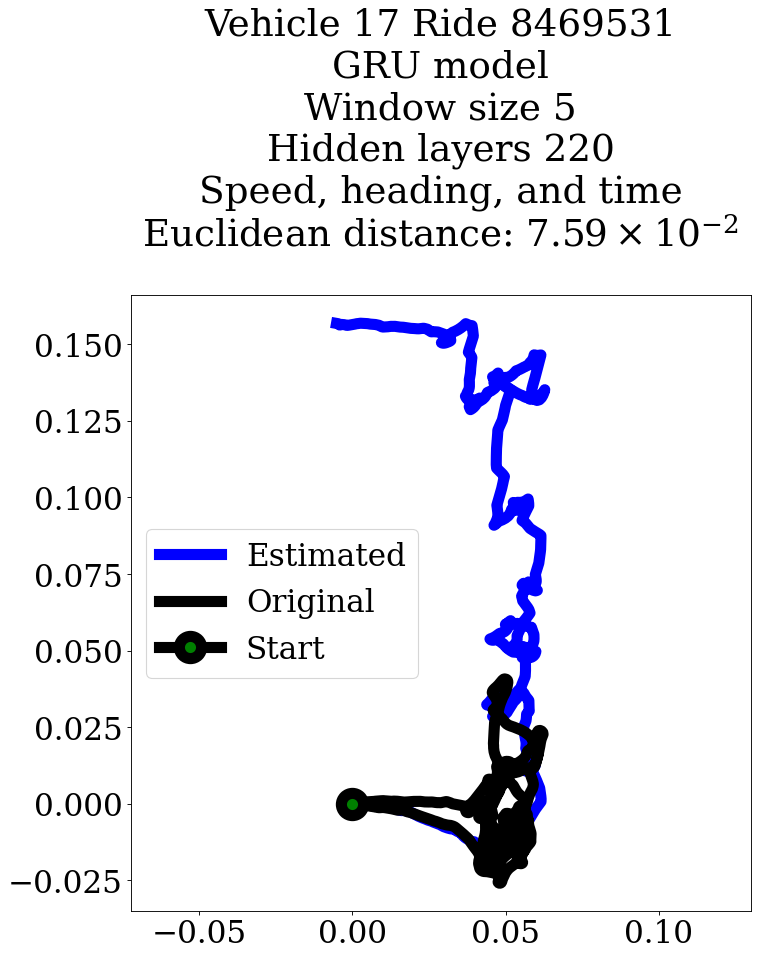 Vehicle 17 Ride 8469531
GRU model
Window size 5
Hidden layers 220
Speed, heading, and time
Euclidean distance: 7.59 × 10⁻²
0.150
0.125
0.100
0.075
0.050
0.025
0.000
−0.025
Estimated
Original
Start
−0.05 0.00 0.05 0.10